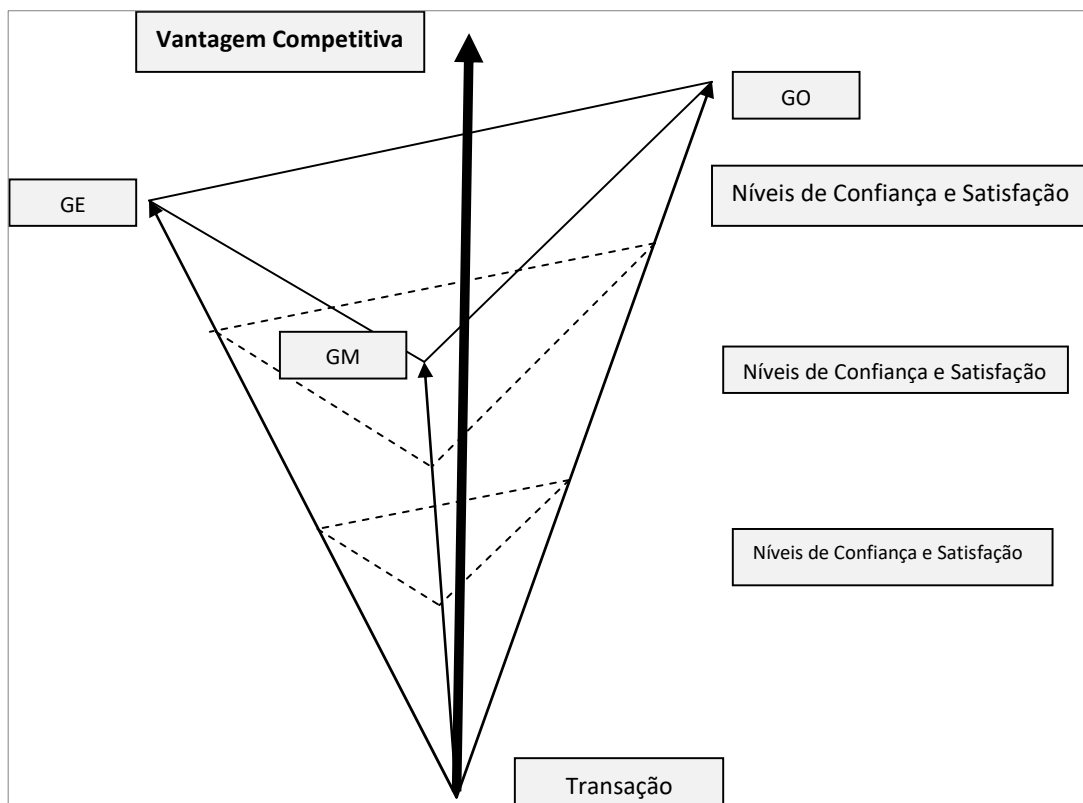 Vantagem Competitiva
GO
GE
Níveis de Confiança e Satisfação
GM
Níveis de Confiança e Satisfação
Níveis de Confiança e Satisfação
Transação